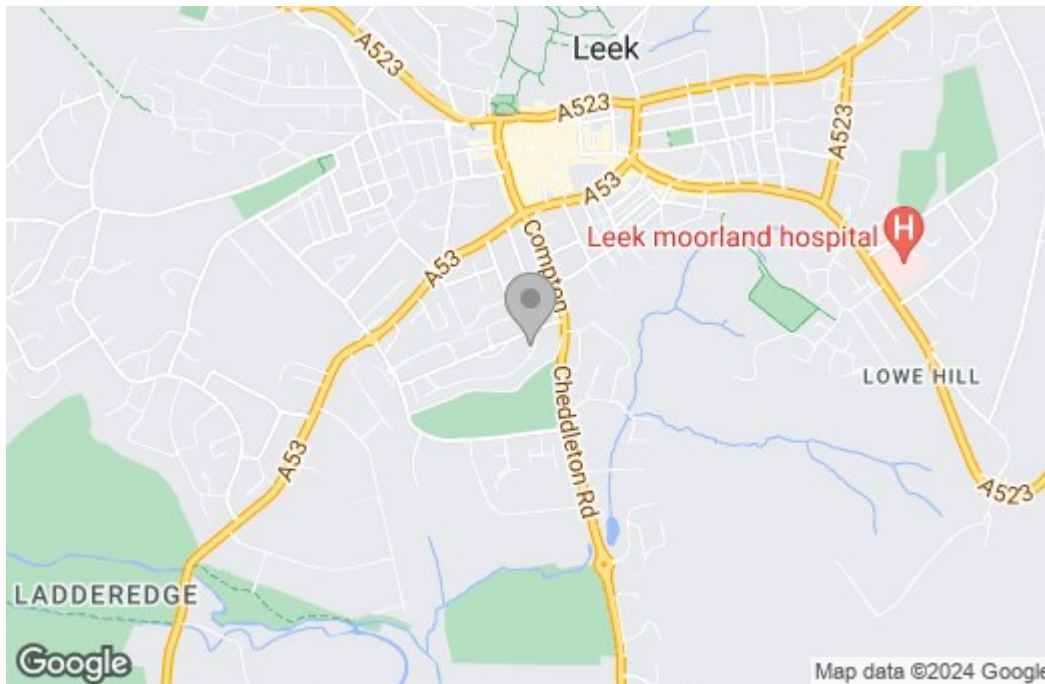 Leek
A523
A523
A523
A53
Leek moorland hospital
H
Compton
A53
LOWE HILL
Cheddleton Rd
A53
A523
LADDEREDGE
Google
Map data ©2024 Google